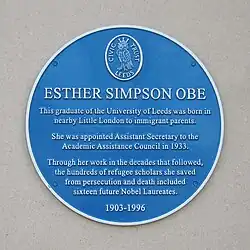 CIVIC TRUST
LEEDS
ESTHER SIMPSON OBE
This graduate of the University of Leeds was born in
nearby Little London to immigrant parents.
She was appointed Assistant Secretary to the
Academic Assistance Council in 1933.
Through her work in the decades that followed,
the hundreds of refugee scholars she saved
from persecution and death included
sixteen future Nobel Laureates.
1903-1996